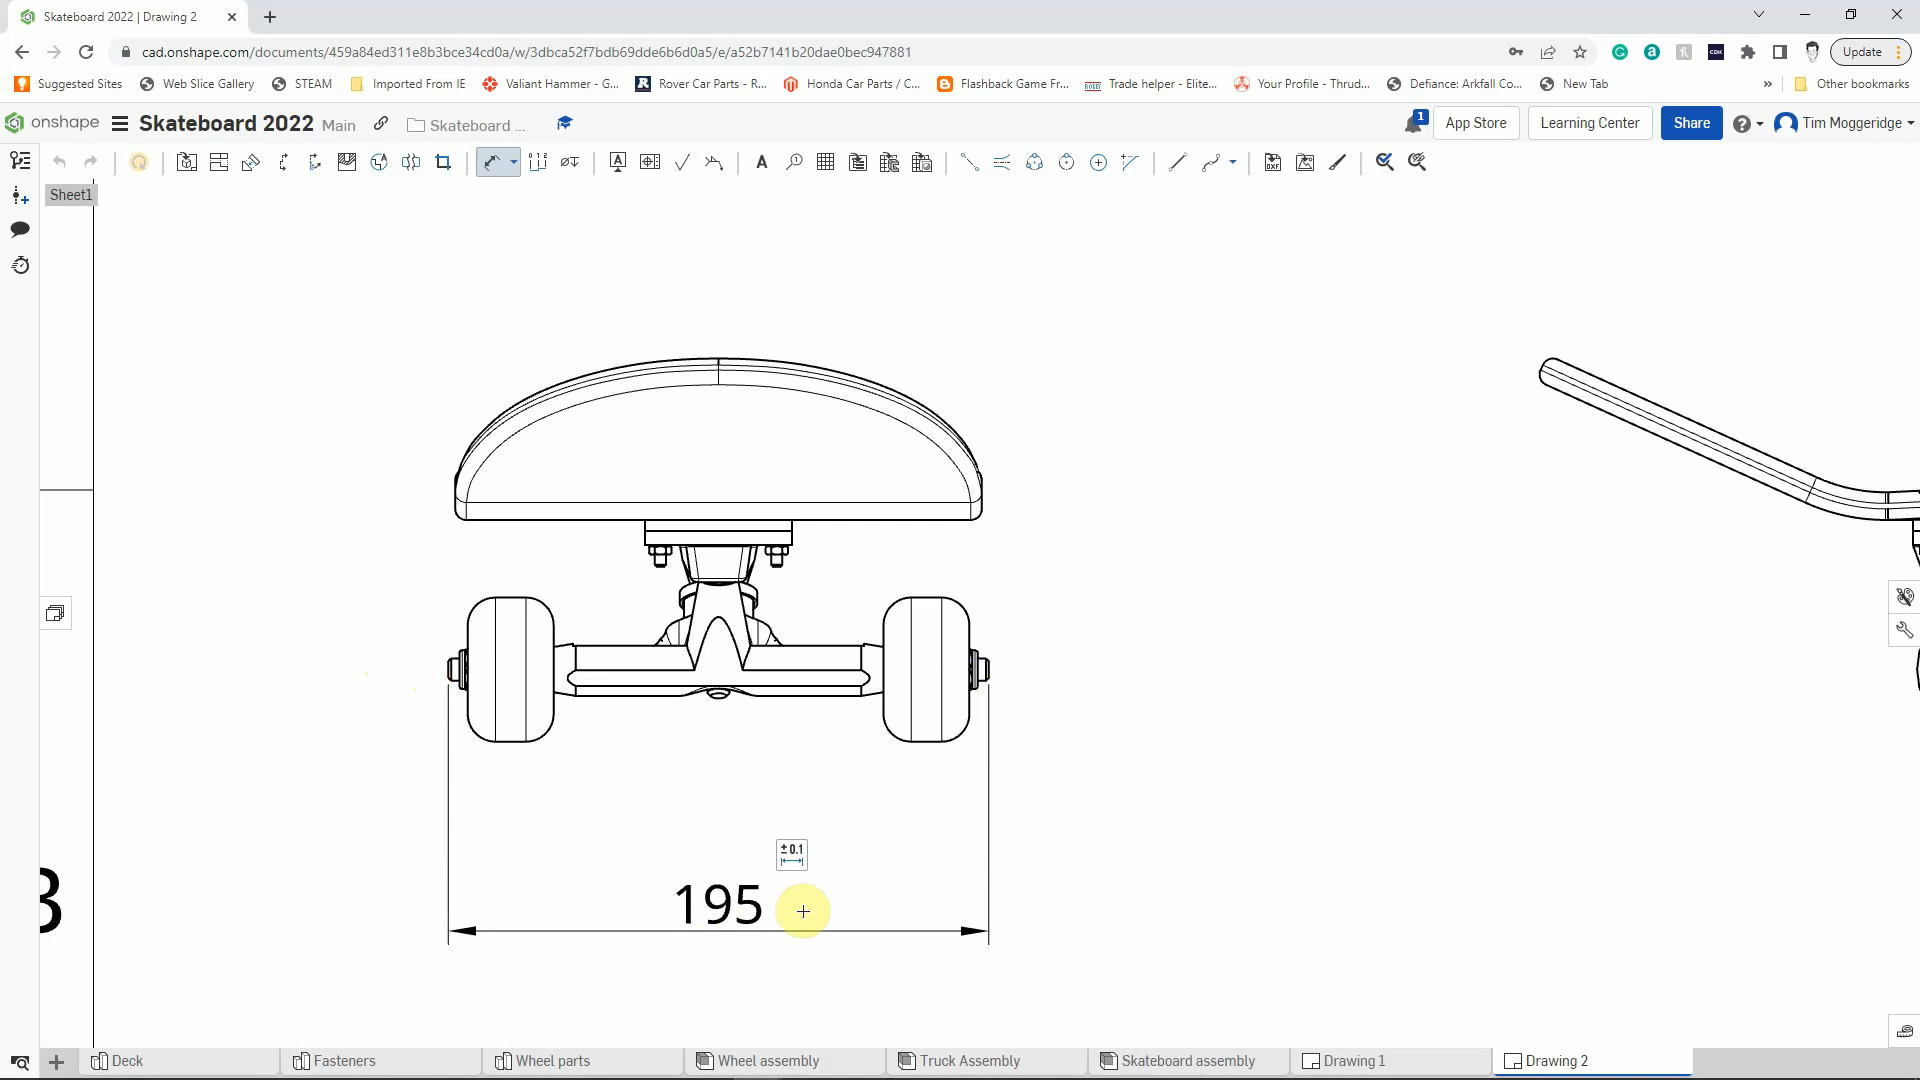 Skateboard 2022 | Drawing 2
cad.onshape.com/documents/459a84ed311e8b3bce34cd0a/w/3dbca52f7bdb69dde6b6d0a5/e/a52b7141b20dae0bec947881
Update
Suggested Sites
Web Slice Gallery
STEAM
Imported From IE
Valiant Hammer - G...
Rover Car Parts - R...
Honda Car Parts / C...
Flashback Game Fr...
Trade helper - Elite...
Your Profile - Thrud...
Defiance: Arkfall Co...
New Tab
»
Other bookmarks
onshape
Skateboard 2022
Main
Skateboard ...
1
App Store
Learning Center
Share
Tim Moggeridge
Sheet1
±0.1
195
Deck
Fasteners
Wheel parts
Wheel assembly
Truck Assembly
Skateboard assembly
Drawing 1
Drawing 2